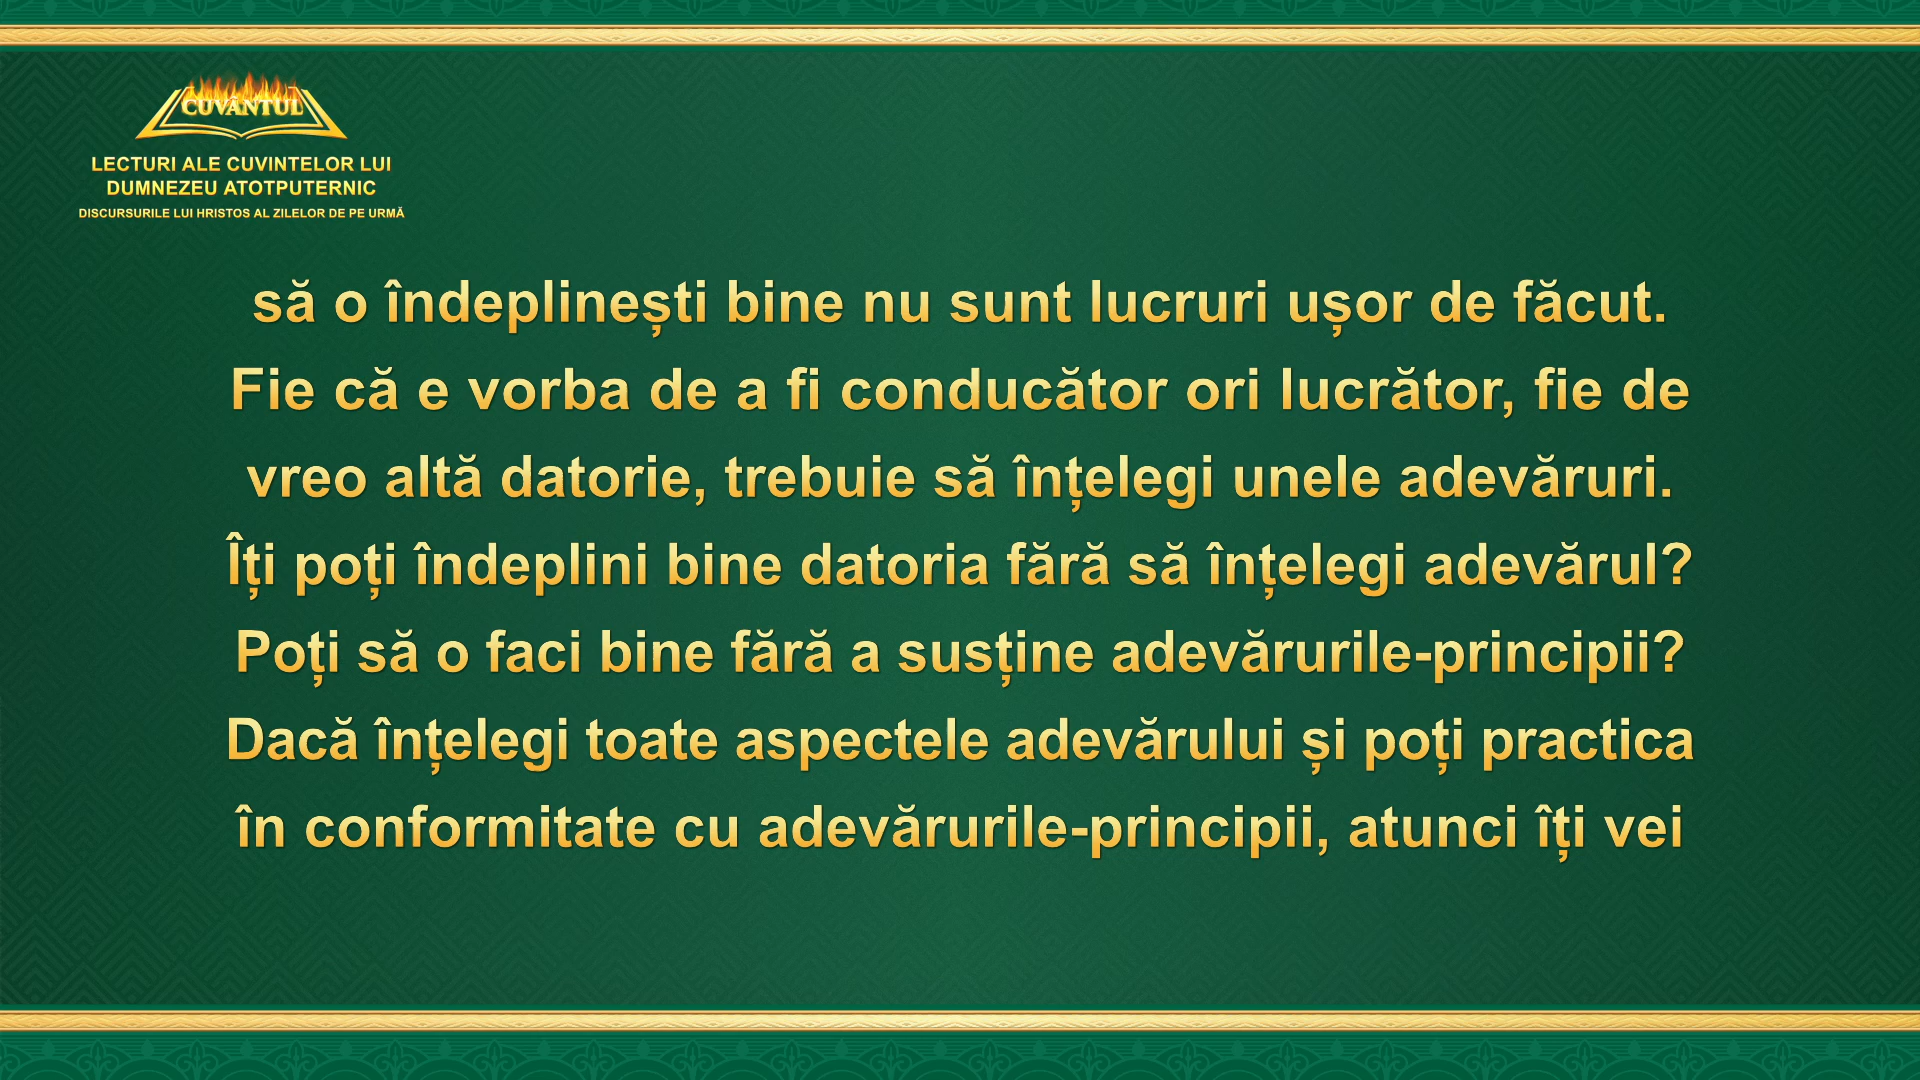 CUVÂNTUL
LECTURI ALE CUVINTELOR LUI
DUMNEZEU ATOTPUTERNIC
DISCURSURILE LUI HRISTOS AL ZILELOR DE PE URMĂ
să o îndeplinești bine nu sunt lucruri ușor de făcut.
Fie că e vorba de a fi conducător ori lucrător, fie de
vreo altă datorie, trebuie să înțelegi unele adevăruri.
Îți poți îndeplini bine datoria fără să înțelegi adevărul?
Poți să o faci bine fără a susține adevărurile-principii?
Dacă înțelegi toate aspectele adevărului și poți practica
în conformitate cu adevărurile-principii, atunci îți vei